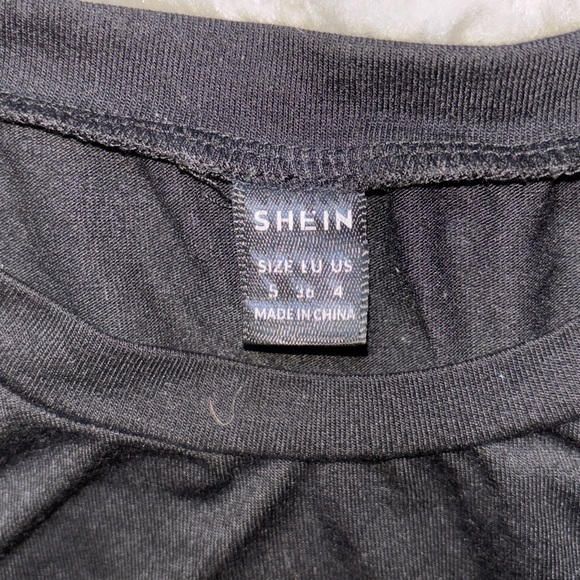 SHEIN
SIZE EU US
S 36 4
MADE IN CHINA